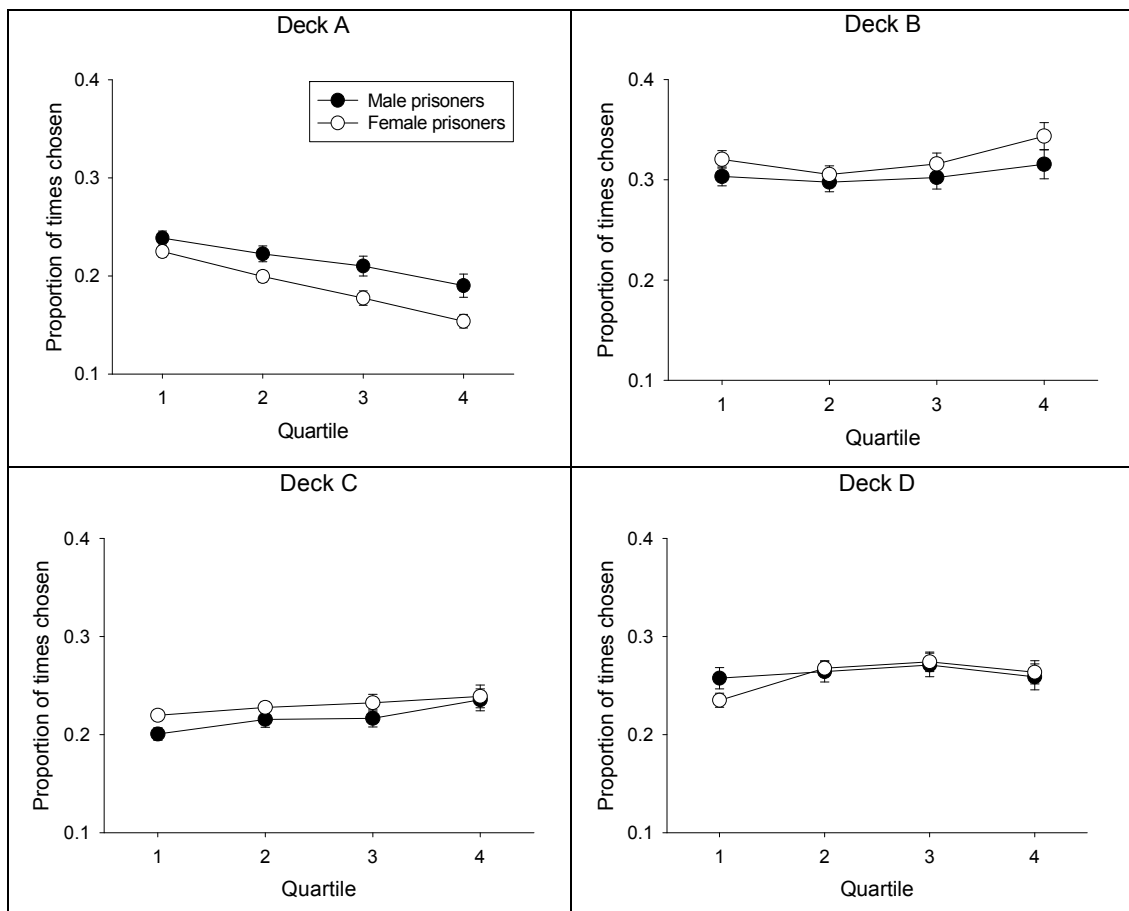 Deck A
Proportion of times chosen
0.4
0.3
0.2
0.1
Male prisoners
Female prisoners
1 2 3 4
Quartile
Deck B
Proportion of times chosen
0.4
0.3
0.2
0.1
1 2 3 4
Quartile
Deck C
Proportion of times chosen
0.4
0.3
0.2
0.1
1 2 3 4
Quartile
Deck D
Proportion of times chosen
0.4
0.3
0.2
0.1
1 2 3 4
Quartile